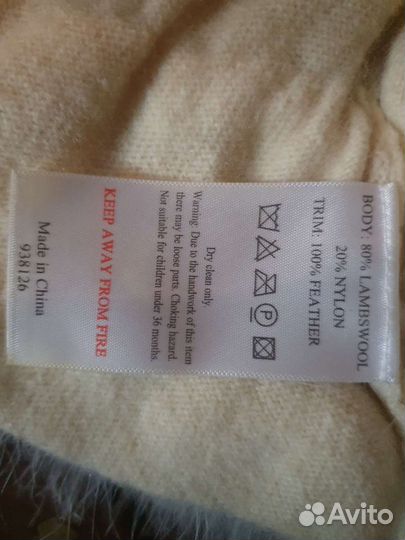 BODY: 80% LAMBSWOOL
20% NYLON
TRIM: 100% FEATHER
P
Dry clean only
Warning: Due to the handwork of this item
there may be loose parts. Choking hazard.
Not suitable for children under 36 months.
KEEP AWAY FROM FIRE
Made in China
938126
Avito